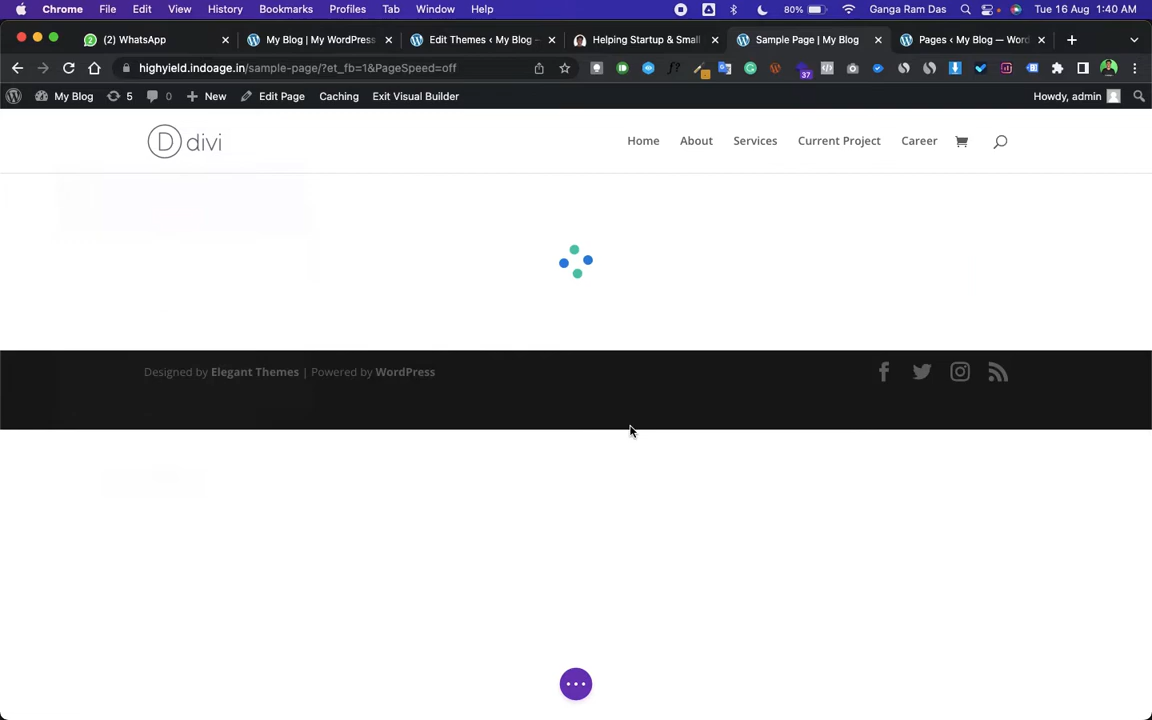 Chrome File Edit View History Bookmarks Profiles Tab Window Help 80% Ganga Ram Das Tue 16 Aug 1:40 AM
(2) WhatsApp My Blog | My WordPress Edit Themes ‹ My Blog – Helping Startup & Small Sample Page | My Blog Pages ‹ My Blog — Word
highyield.indoage.in/sample-page/?et_fb=1&PageSpeed=off 37
My Blog 5 0 New Edit Page Caching Exit Visual Builder Howdy, admin
D divi Home About Services Current Project Career
Designed by Elegant Themes | Powered by WordPress